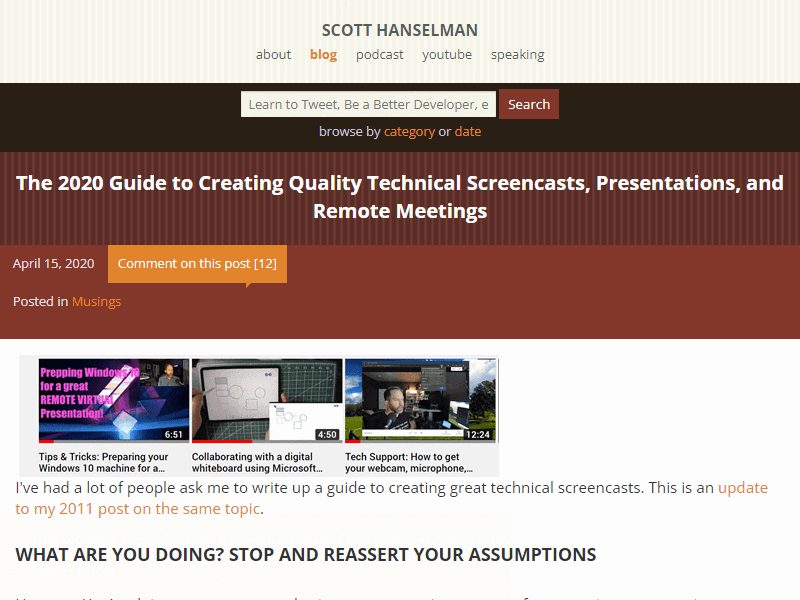 SCOTT HANSELMAN
about blog podcast youtube speaking
Learn to Tweet, Be a Better Developer, e Search
browse by category or date
The 2020 Guide to Creating Quality Technical Screencasts, Presentations, and
Remote Meetings
April 15, 2020 Comment on this post [12]
Posted in Musings
Prepping Windows 10
for a great
REMOTE VIRTUAL
Presentation!
6:51 4:50 12:24
Tips & Tricks: Preparing your Collaborating with a digital Tech Support: How to get
Windows 10 machine for a... whiteboard using Microsoft... your webcam, microphone,...
I've had a lot of people ask me to write up a guide to creating great technical screencasts. This is an update
to my 2011 post on the same topic.
WHAT ARE YOU DOING? STOP AND REASSERT YOUR ASSUMPTIONS